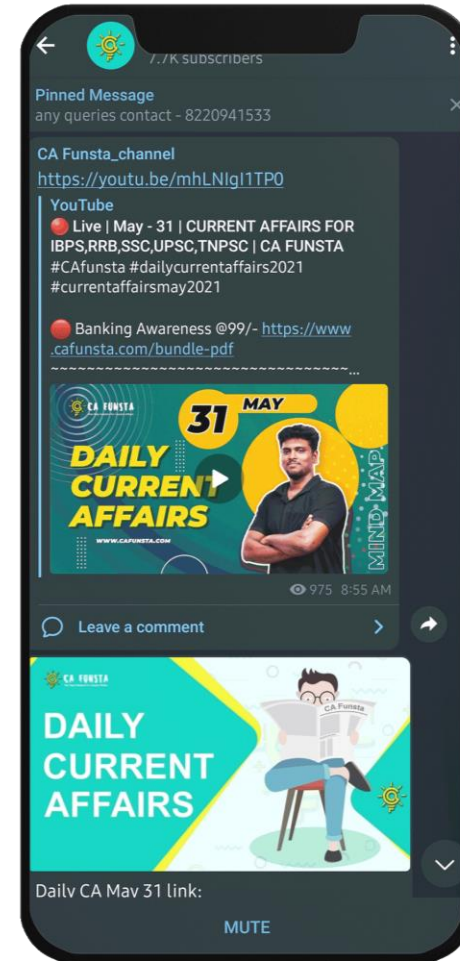 7.7K subscribers
Pinned Message
any queries contact - 8220941533
CA Funsta_channel
https://youtu.be/mhLNIgI1TP0
YouTube
🔴 Live | May - 31 | CURRENT AFFAIRS FOR
IBPS,RRB,SSC,UPSC,TNPSC | CA FUNSTA
#CAfunsta #dailycurrentaffairs2021
#currentaffairsmay2021
🔴 Banking Awareness @99/- https://www
.cafunsta.com/bundle-pdf
~~~~~~~~~~~~~~~~~~~~~~~~~~~~~~~~~...
CA FUNSTA
31 MAY
DAILY
CURRENT
AFFAIRS
WWW.CAFUNSTA.COM
MIND MAP
975 8:55 AM
Leave a comment
CA FUNSTA
CA Funsta
DAILY
CURRENT
AFFAIRS
Daily CA May 31 link:
MUTE